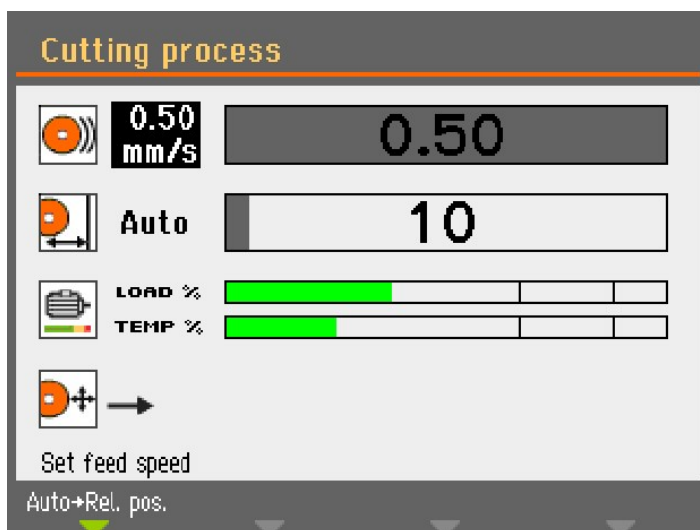 Cutting process
0.50
mm/s
0.50
Auto
10
LOAD %
TEMP %
Set feed speed
Auto→Rel. pos.